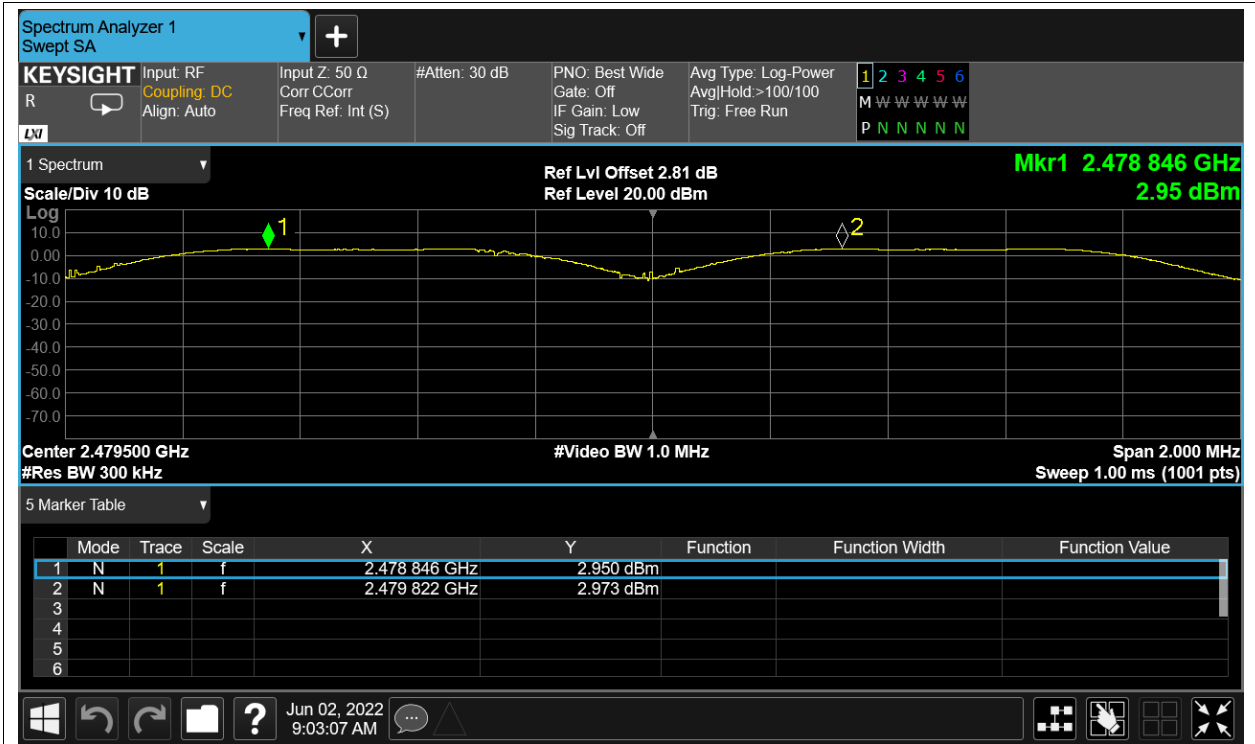 Spectrum Analyzer 1
Swept SA
KEYSIGHT Input: RF Input Z: 50 Ω #Atten: 30 dB PNO: Best Wide Avg Type: Log-Power 1 2 3 4 5 6
R Coupling: DC Corr CCorr Gate: Off Avg|Hold:>100/100 M W W W W W
Align: Auto Freq Ref: Int (S) IF Gain: Low Trig: Free Run
LXI Sig Track: Off P N N N N N
1 Spectrum Ref Lvl Offset 2.81 dB Mkr1 2.478 846 GHz
Scale/Div 10 dB Ref Level 20.00 dBm 2.95 dBm
Log
10.0 1 2
0.00
-10.0
-20.0
-30.0
-40.0
-50.0
-60.0
-70.0
Center 2.479500 GHz #Video BW 1.0 MHz Span 2.000 MHz
#Res BW 300 kHz Sweep 1.00 ms (1001 pts)
5 Marker Table
Mode Trace Scale X Y Function Function Width Function Value
1 N 1 f 2.478 846 GHz 2.950 dBm
2 N 1 f 2.479 822 GHz 2.973 dBm
3
4
5
6
? Jun 02, 2022
9:03:07 AM